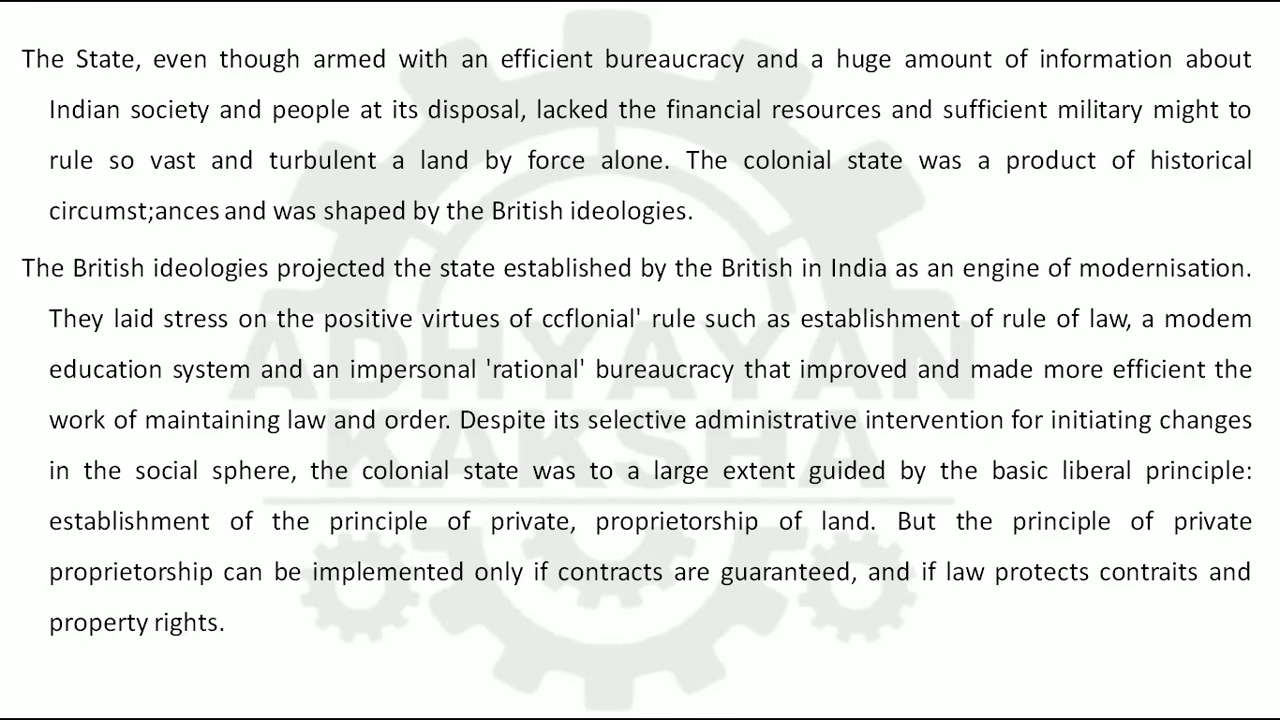 The State, even though armed with an efficient bureaucracy and a huge amount of information about
Indian society and people at its disposal, lacked the financial resources and sufficient military might to
rule so vast and turbulent a land by force alone. The colonial state was a product of historical
circumst;ances and was shaped by the British ideologies.
The British ideologies projected the state established by the British in India as an engine of modernisation.
They laid stress on the positive virtues of ccflonial' rule such as establishment of rule of law, a modem
education system and an impersonal 'rational' bureaucracy that improved and made more efficient the
work of maintaining law and order. Despite its selective administrative intervention for initiating changes
in the social sphere, the colonial state was to a large extent guided by the basic liberal principle:
establishment of the principle of private, proprietorship of land. But the principle of private
proprietorship can be implemented only if contracts are guaranteed, and if law protects contraits and
property rights.
ADHYAYAN
KAKSHA